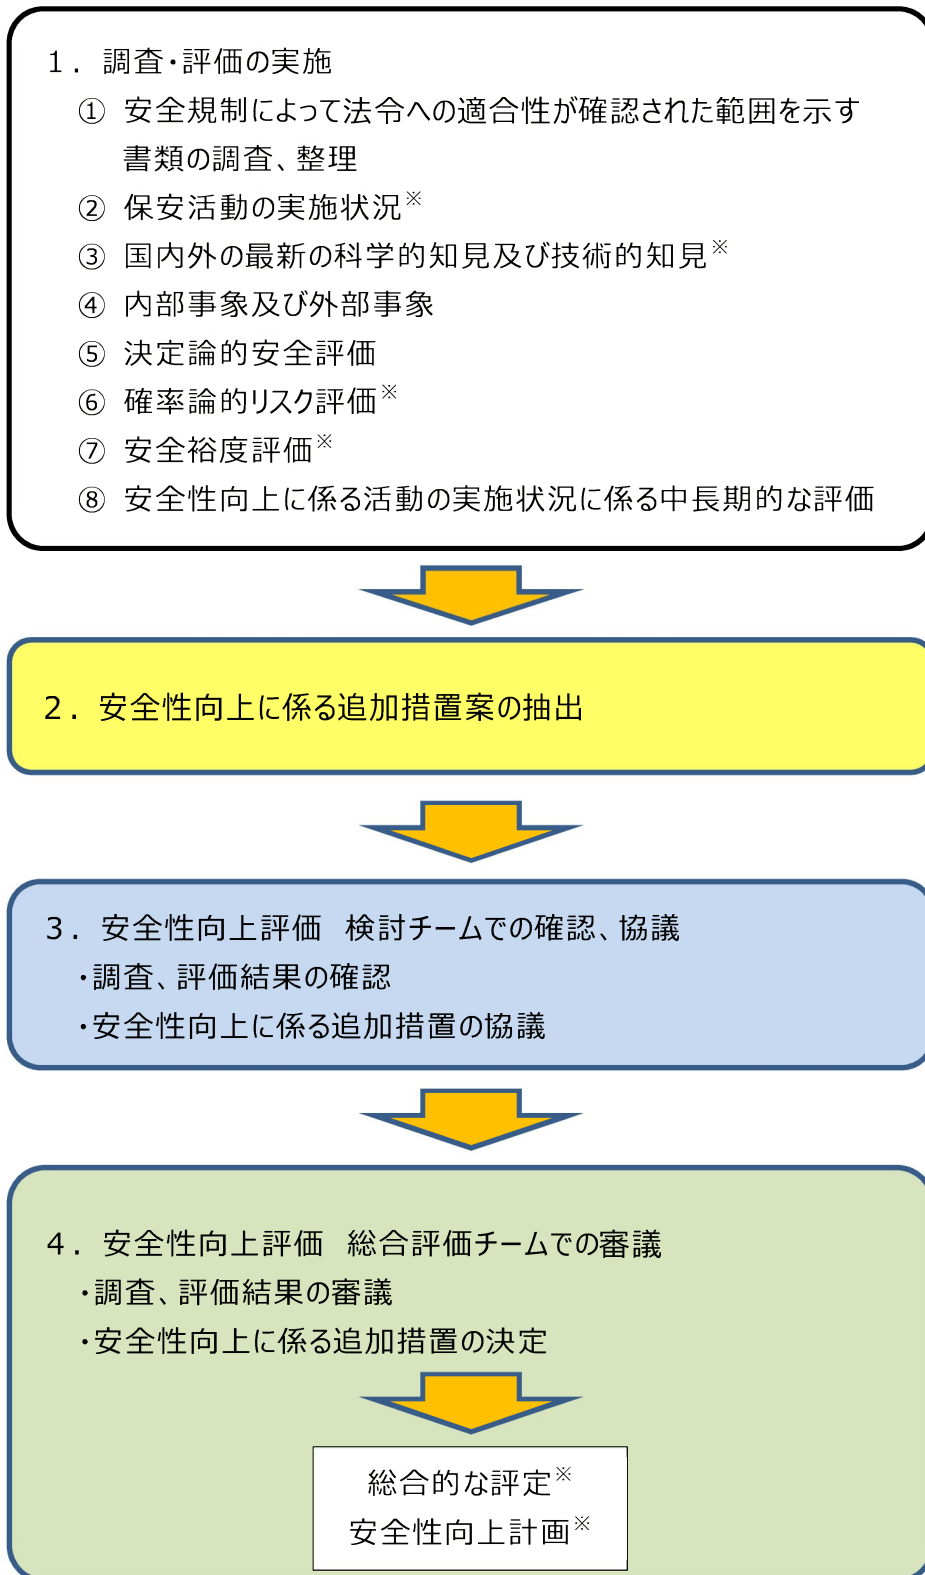 １．調査・評価の実施
① 安全規制によって法令への適合性が確認された範囲を示す
書類の調査、整理
② 保安活動の実施状況※
③ 国内外の最新の科学的知見及び技術的知見※
④ 内部事象及び外部事象
⑤ 決定論的安全評価
⑥ 確率論的リスク評価※
⑦ 安全裕度評価※
⑧ 安全性向上に係る活動の実施状況に係る中長期的な評価
２．安全性向上に係る追加措置案の抽出
３．安全性向上評価　検討チームでの確認、協議
・調査、評価結果の確認
・安全性向上に係る追加措置の協議
４．安全性向上評価　総合評価チームでの審議
・調査、評価結果の審議
・安全性向上に係る追加措置の決定
総合的な評定※
安全性向上計画※